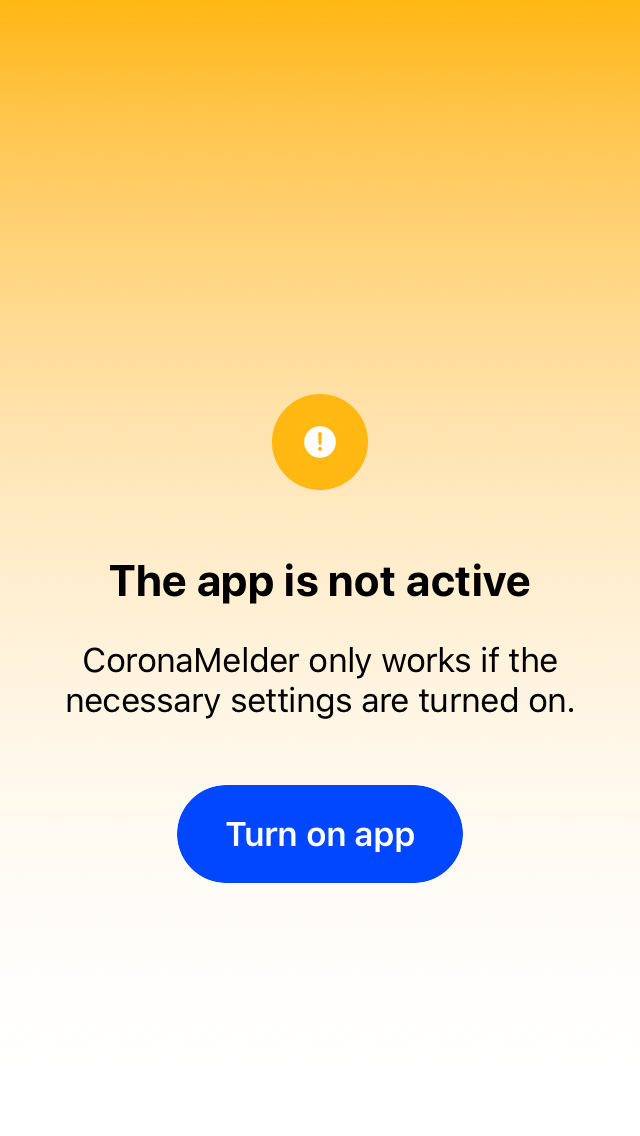 The app is not active
CoronaMelder only works if the
necessary settings are turned on.
Turn on app